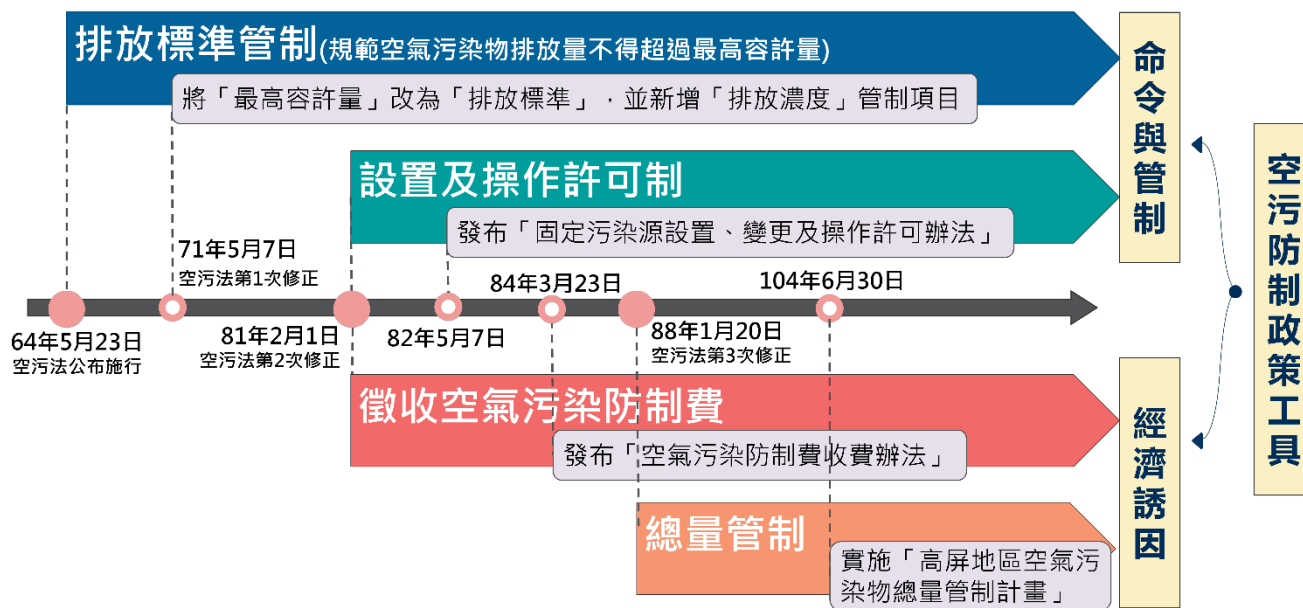 排放標準管制(規範空氣污染物排放量不得超過最高容許量)
將「最高容許量」改為「排放標準」，並新增「排放濃度」管制項目
設置及操作許可制
發布「固定污染源設置、變更及操作許可辦法」
71年5月7日
空污法第1次修正
84年3月23日
104年6月30日
64年5月23日
空污法公布施行
81年2月1日
空污法第2次修正
82年5月7日
88年1月20日
空污法第3次修正
徵收空氣污染防制費
發布「空氣污染防制費收費辦法」
總量管制
實施「高屏地區空氣污
染物總量管制計畫」
命令與管制
經濟誘因
空污防制政策工具